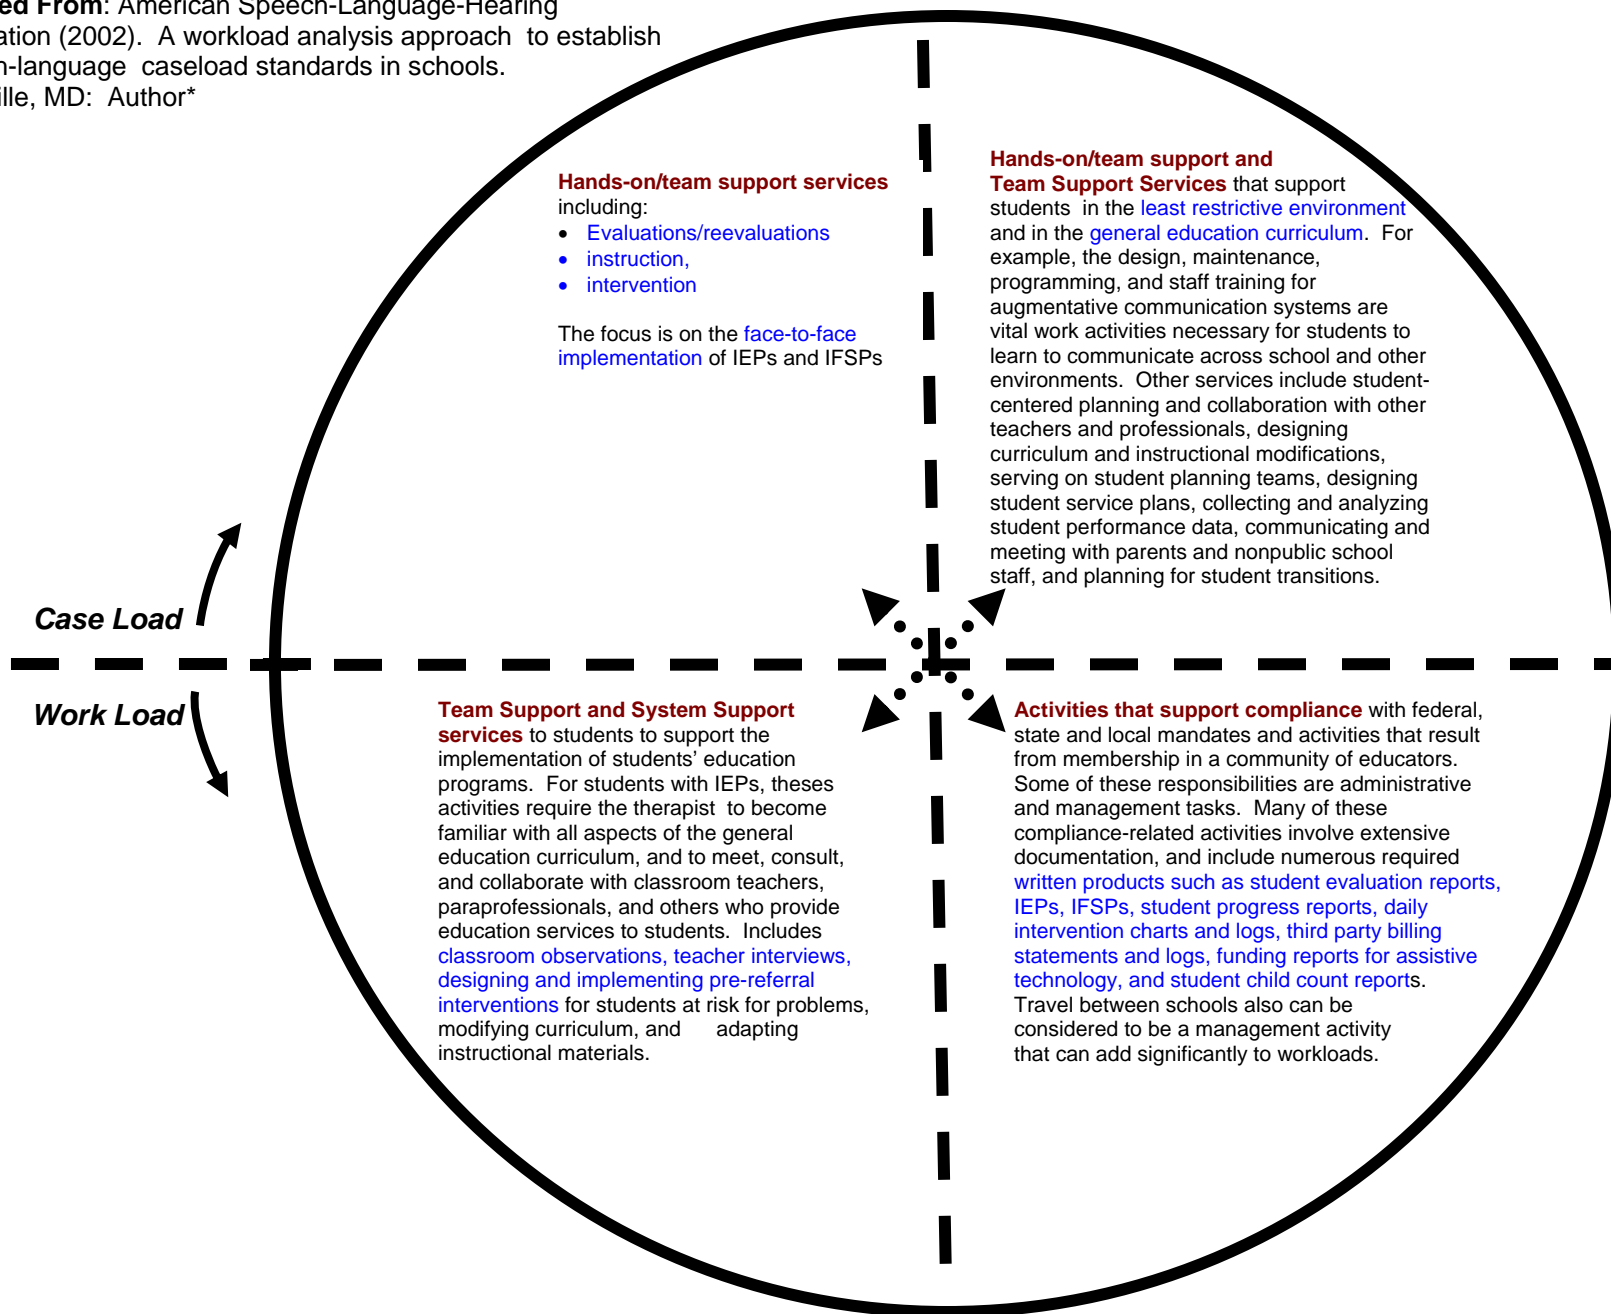 ed From: American Speech-Language-Hearing
ation (2002).  A workload analysis approach  to establish
n-language  caseload standards in schools.
ille, MD:  Author*
Hands-on/team support services
including:
• Evaluations/reevaluations
• instruction,
• intervention
The focus is on the face-to-face
implementation of IEPs and IFSPs
Hands-on/team support and
Team Support Services that support
students  in the least restrictive environment
and in the general education curriculum.  For
example, the design, maintenance,
programming, and staff training for
augmentative communication systems are
vital work activities necessary for students to
learn to communicate across school and other
environments.  Other services include student-
centered planning and collaboration with other
teachers and professionals, designing
curriculum and instructional modifications,
serving on student planning teams, designing
student service plans, collecting and analyzing
student performance data, communicating and
meeting with parents and nonpublic school
staff, and planning for student transitions.
Case Load
Work Load
Team Support and System Support
services to students to support the
implementation of students’ education
programs.  For students with IEPs, theses
activities require the therapist  to become
familiar with all aspects of the general
education curriculum, and to meet, consult,
and collaborate with classroom teachers,
paraprofessionals, and others who provide
education services to students.  Includes
classroom observations, teacher interviews,
designing and implementing pre-referral
interventions for students at risk for problems,
modifying curriculum, and     adapting
instructional materials.
Activities that support compliance with federal,
state and local mandates and activities that result
from membership in a community of educators.
Some of these responsibilities are administrative
and management tasks.  Many of these
compliance-related activities involve extensive
documentation, and include numerous required
written products such as student evaluation reports,
IEPs, IFSPs, student progress reports, daily
intervention charts and logs, third party billing
statements and logs, funding reports for assistive
technology, and student child count reports.
Travel between schools also can be
considered to be a management activity
that can add significantly to workloads.